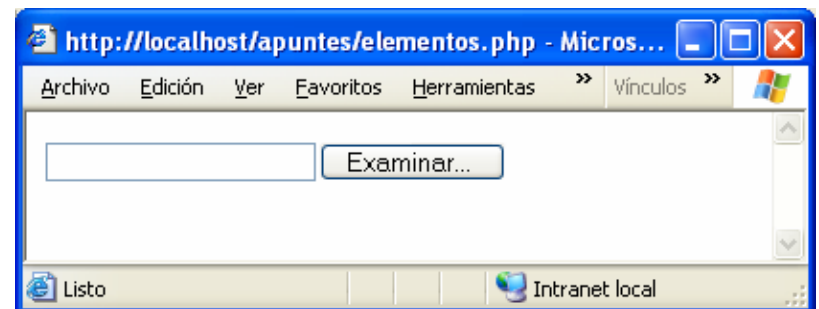 http://localhost/apuntes/elementos.php - Micros...
Archivo Edición Ver Favoritos Herramientas » Vínculos »
Examinar...
Listo Intranet local